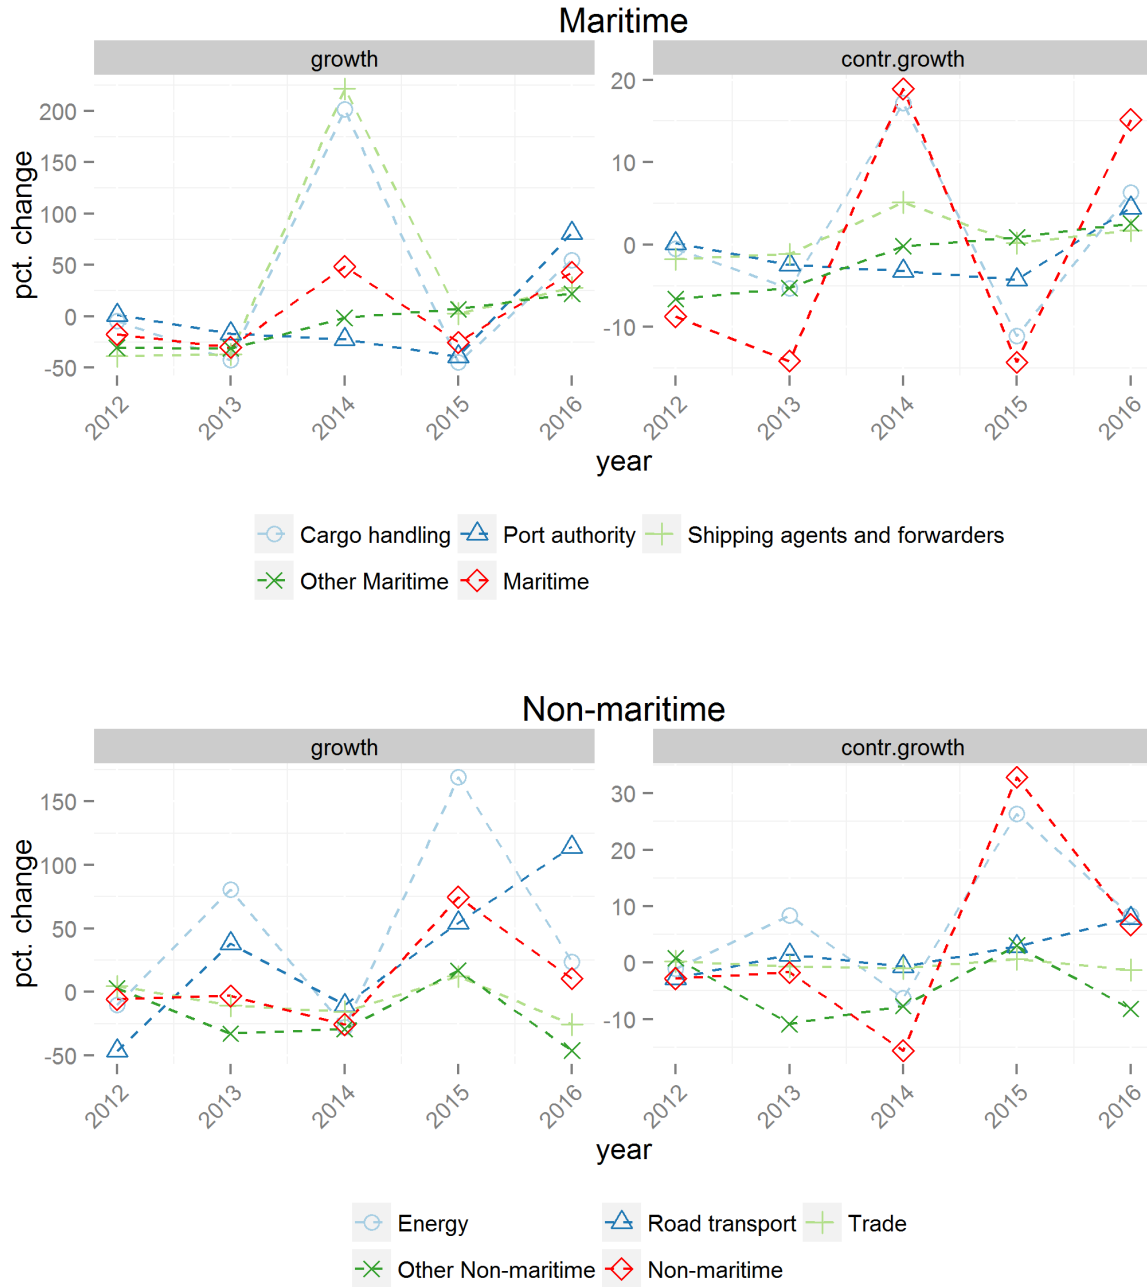 Maritime
growth
contr.growth
pct. change
200
150
100
50
0
-50
20
10
0
-10
2012
2013
2014
2015
2016
2012
2013
2014
2015
2016
year
Cargo handling
Port authority
Shipping agents and forwarders
Other Maritime
Maritime
Non-maritime
growth
contr.growth
pct. change
150
100
50
0
-50
30
20
10
0
-10
2012
2013
2014
2015
2016
2012
2013
2014
2015
2016
year
Energy
Road transport
Trade
Other Non-maritime
Non-maritime